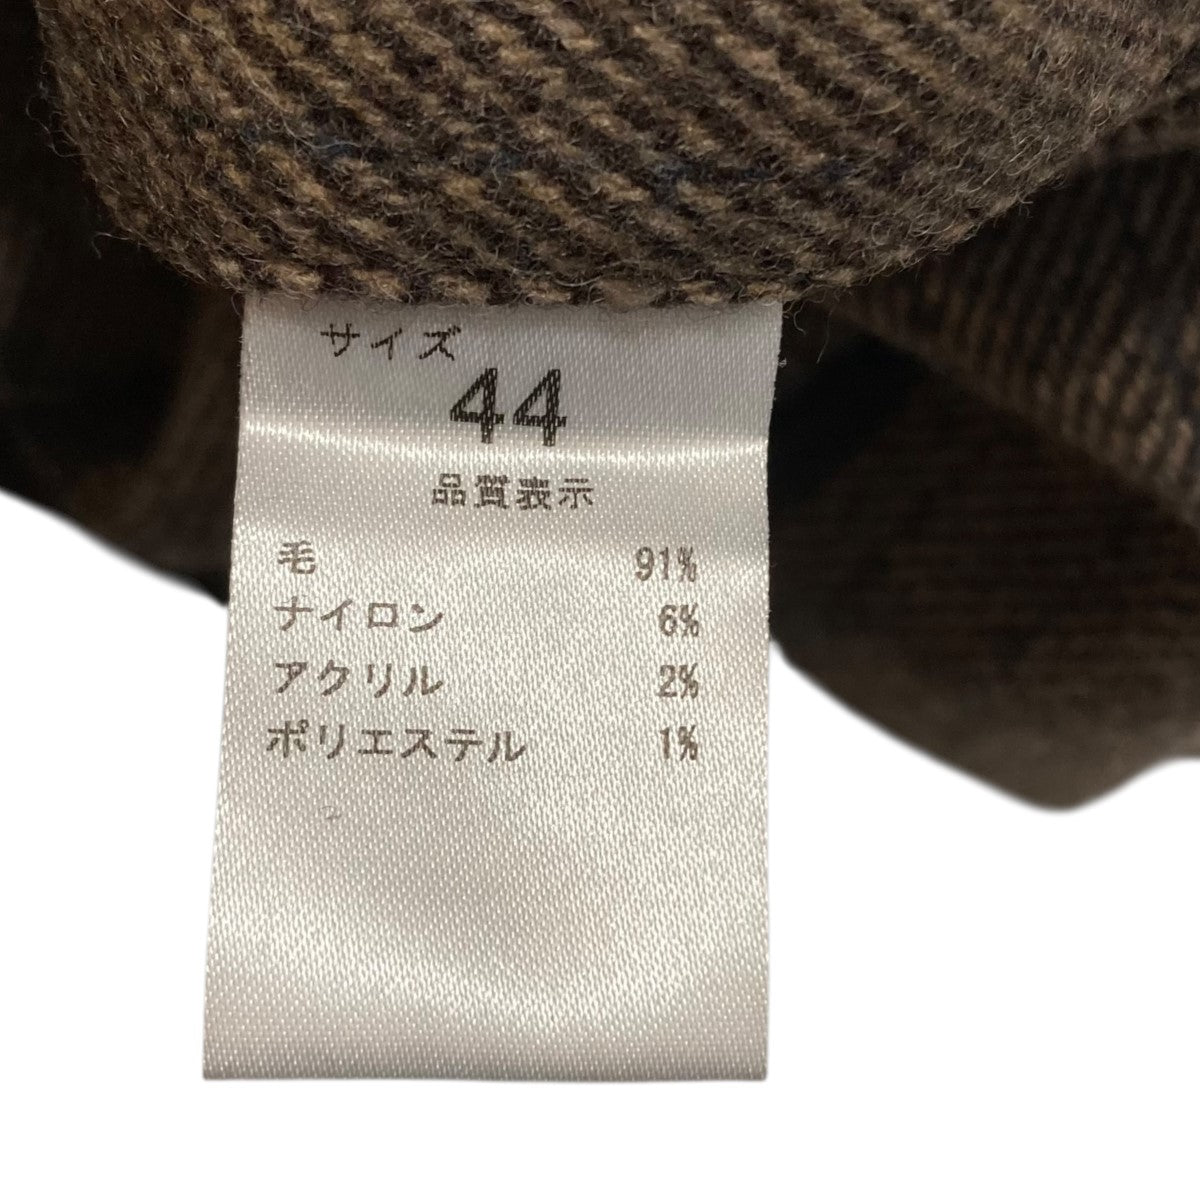 サイズ
44
品質表示
毛 91%
ナイロン 6%
アクリル 2%
ポリエステル 1%
2